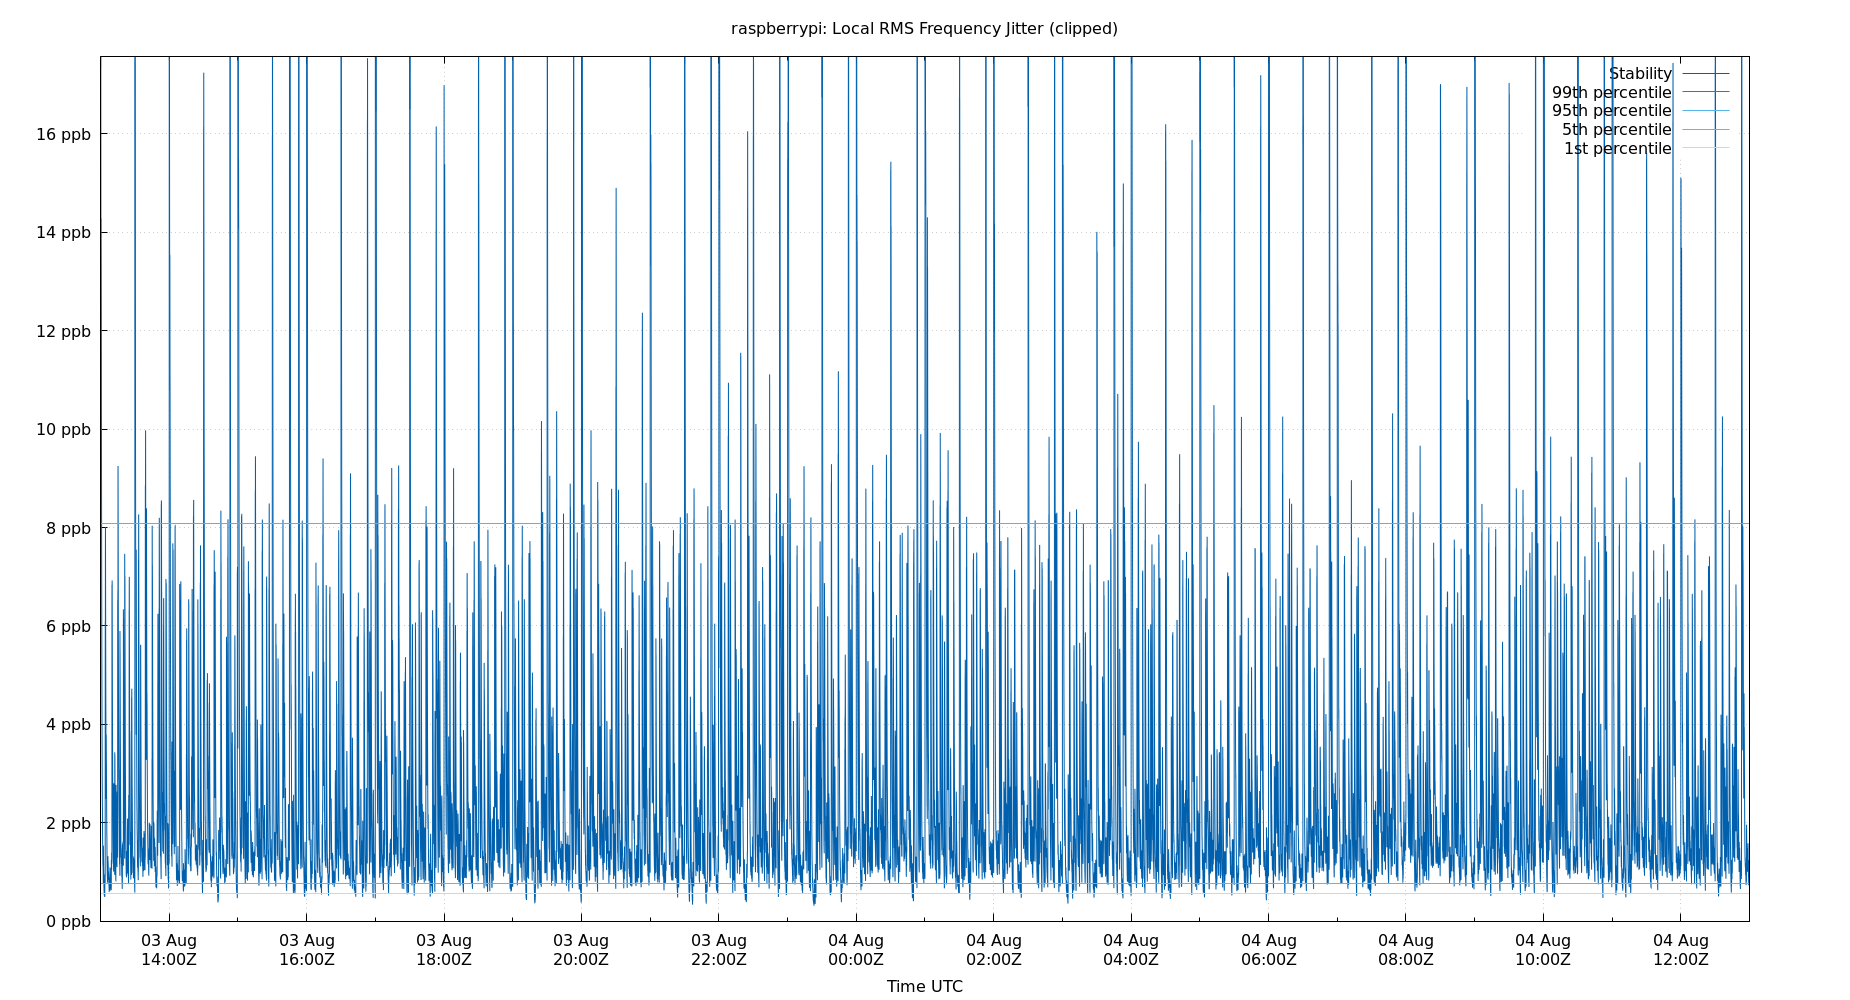 raspberrypi: Local RMS Frequency Jitter (clipped)
Stability
99th percentile
95th percentile
5th percentile
1st percentile
16 ppb
14 ppb
12 ppb
10 ppb
8 ppb
6 ppb
4 ppb
2 ppb
0 ppb
03 Aug 03 Aug 03 Aug 03 Aug 03 Aug 04 Aug 04 Aug 04 Aug 04 Aug 04 Aug 04 Aug 04 Aug
14:00Z 16:00Z 18:00Z 20:00Z 22:00Z 00:00Z 02:00Z 04:00Z 06:00Z 08:00Z 10:00Z 12:00Z
Time UTC